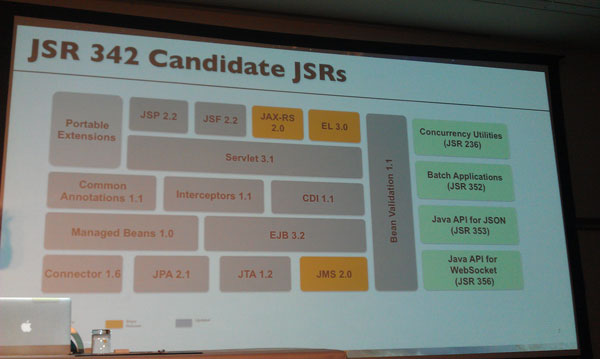 JSR 342 Candidate JSRs
Portable
Extensions
JSP 2.2
JSF 2.2
JAX-RS
2.0
EL 3.0
Servlet 3.1
Common
Annotations 1.1
Interceptors 1.1
CDI 1.1
Managed Beans 1.0
EJB 3.2
Connector 1.6
JPA 2.1
JTA 1.2
JMS 2.0
Bean Validation 1.1
Concurrency Utilities
(JSR 236)
Batch Applications
(JSR 352)
Java API for JSON
(JSR 353)
Java API for
WebSocket
(JSR 356)